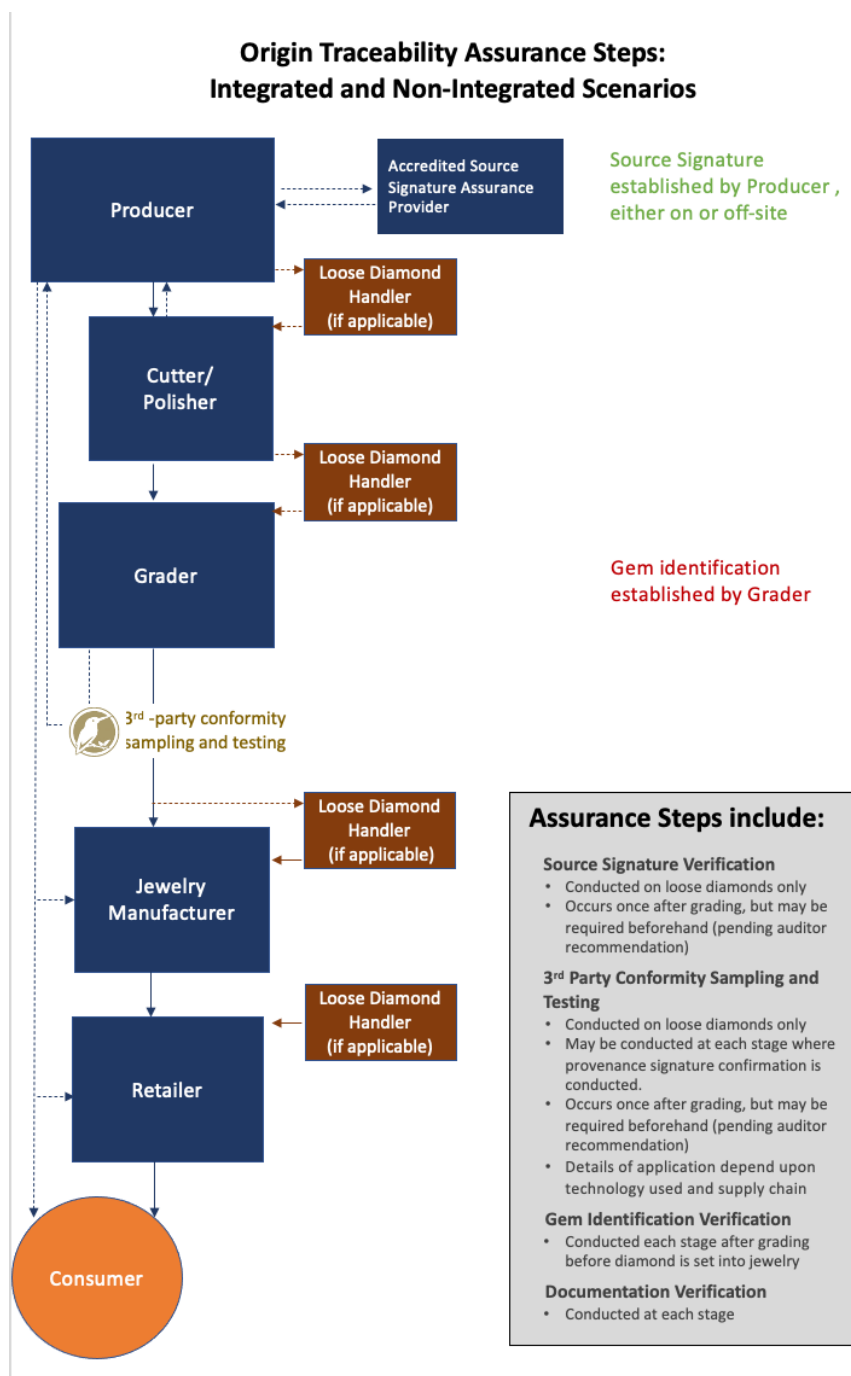 Origin Traceability Assurance Steps:
Integrated and Non-Integrated Scenarios
Producer
Accredited Source
Signature Assurance
Provider
Source Signature
established by Producer ,
either on or off-site
Loose Diamond
Handler
(if applicable)
Cutter/
Polisher
Loose Diamond
Handler
(if applicable)
Grader
Gem identification
established by Grader
3rd -party conformity
sampling and testing
Loose Diamond
Handler
(if applicable)
Jewelry
Manufacturer
Loose Diamond
Handler
(if applicable)
Retailer
Consumer
Assurance Steps include:
Source Signature Verification
• Conducted on loose diamonds only
• Occurs once after grading, but may be
required beforehand (pending auditor
recommendation)
3rd Party Conformity Sampling and
Testing
• Conducted on loose diamonds only
• May be conducted at each stage where
provenance signature confirmation is
conducted.
• Occurs once after grading, but may be
required beforehand (pending auditor
recommendation)
• Details of application depend upon
technology used and supply chain
Gem Identification Verification
• Conducted each stage after grading
before diamond is set into jewelry
Documentation Verification
• Conducted at each stage